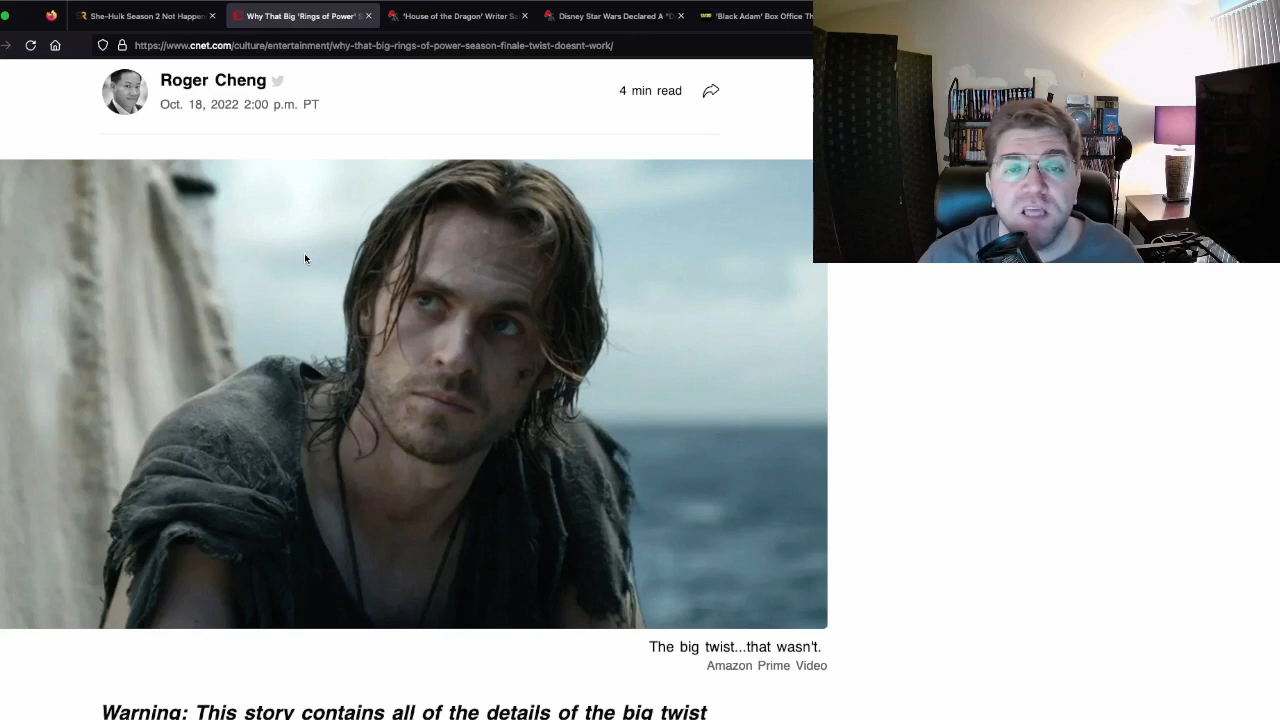 She-Hulk Season 2 Not Happen
Why That Big 'Rings of Power' S
'House of the Dragon' Writer Sa
Disney Star Wars Declared A "D
'Black Adam' Box Office Th
https://www.cnet.com/culture/entertainment/why-that-big-rings-of-power-season-finale-twist-doesnt-work/
Roger Cheng
Oct. 18, 2022 2:00 p.m. PT
4 min read
The big twist...that wasn't.
Amazon Prime Video
Warning: This story contains all of the details of the big twist